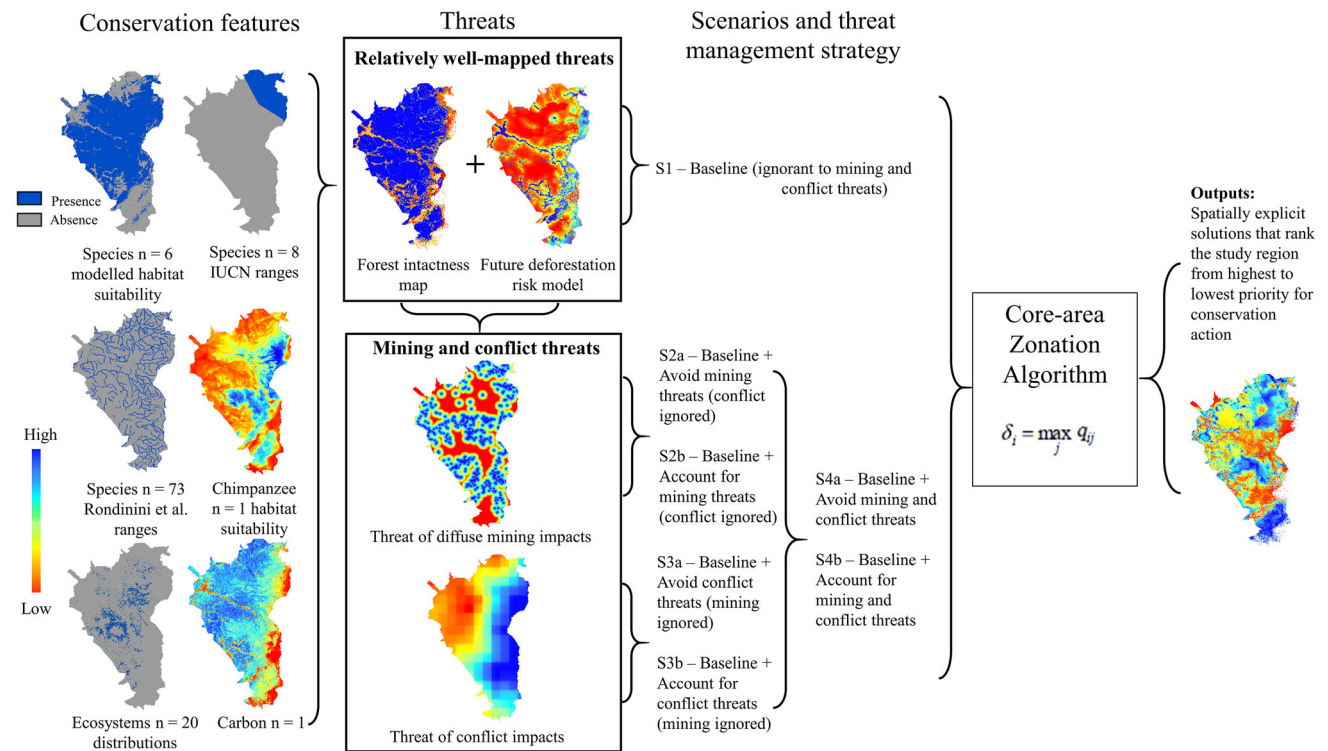 Conservation features
Threats
Scenarios and threat
management strategy
Presence
Absence
Species n = 6
modelled habitat
suitability
Species n = 8
IUCN ranges
High
Low
Species n = 73
Rondinini et al.
ranges
Chimpanzee
n = 1 habitat
suitability
Ecosystems n = 20
distributions
Carbon n = 1
Relatively well-mapped threats
+
Forest intactness
map
Future deforestation
risk model
Mining and conflict threats
Threat of diffuse mining impacts
Threat of conflict impacts
S1 – Baseline (ignorant to mining and
conflict threats)
S2a – Baseline +
Avoid mining
threats
(conflict ignored)
S2b – Baseline +
Account for
mining threats
(conflict ignored)
S3a – Baseline +
Avoid conflict
threats (mining
ignored)
S3b – Baseline +
Account for
conflict threats
(mining ignored)
S4a – Baseline +
Avoid mining and
conflict threats
S4b – Baseline +
Account for
mining and
conflict threats
Core-area
Zonation
Algorithm
δi = max qij
j
Outputs:
Spatially explicit
solutions that rank
the study region
from highest to
lowest priority for
conservation
action